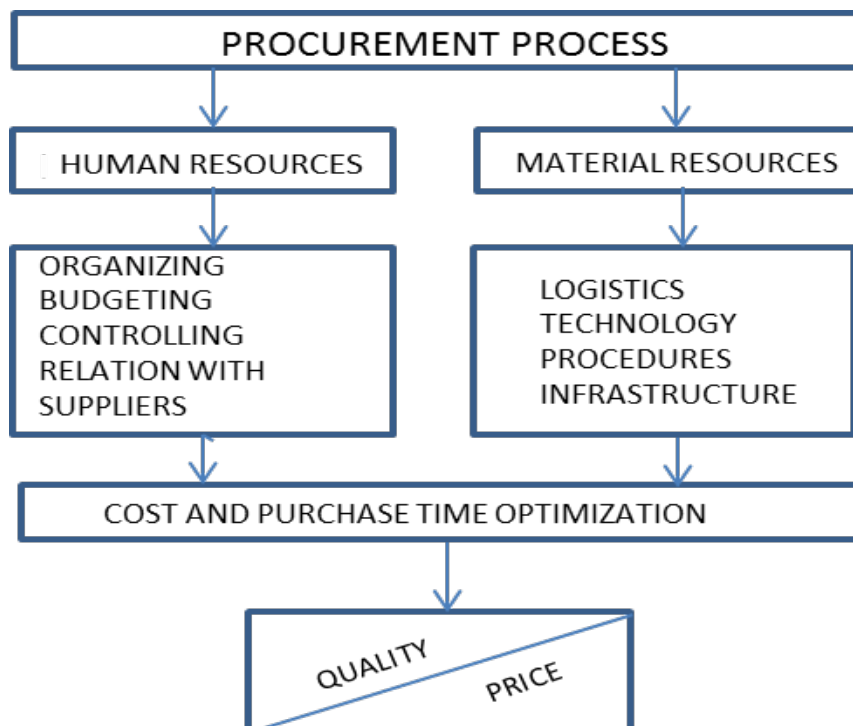 PROCUREMENT PROCESS
HUMAN RESOURCES
MATERIAL RESOURCES
ORGANIZING
BUDGETING
CONTROLLING
RELATION WITH
SUPPLIERS
LOGISTICS
TECHNOLOGY
PROCEDURES
INFRASTRUCTURE
COST AND PURCHASE TIME OPTIMIZATION
QUALITY
PRICE